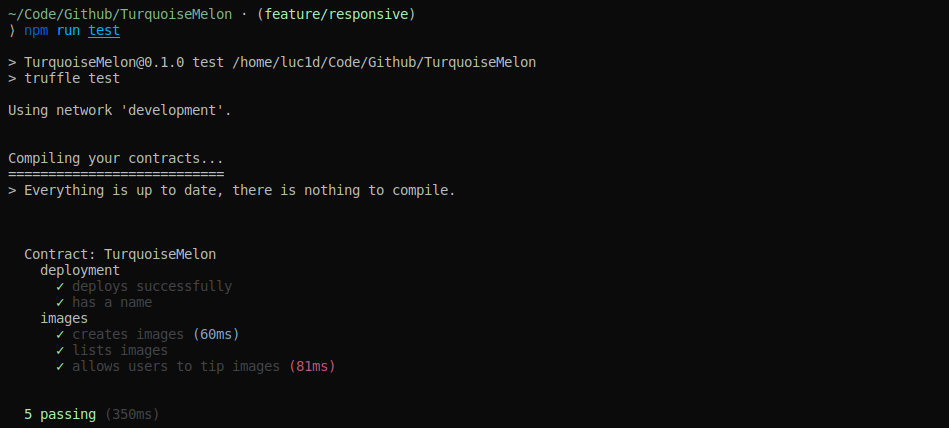 ~/Code/Github/TurquoiseMelon · (feature/responsive)
⟩ npm run test
> TurquoiseMelon@0.1.0 test /home/luc1d/Code/Github/TurquoiseMelon
> truffle test
Using network 'development'.
Compiling your contracts...
===========================
> Everything is up to date, there is nothing to compile.
Contract: TurquoiseMelon
deployment
✓ deploys successfully
✓ has a name
images
✓ creates images (60ms)
✓ lists images
✓ allows users to tip images (81ms)
5 passing (350ms)